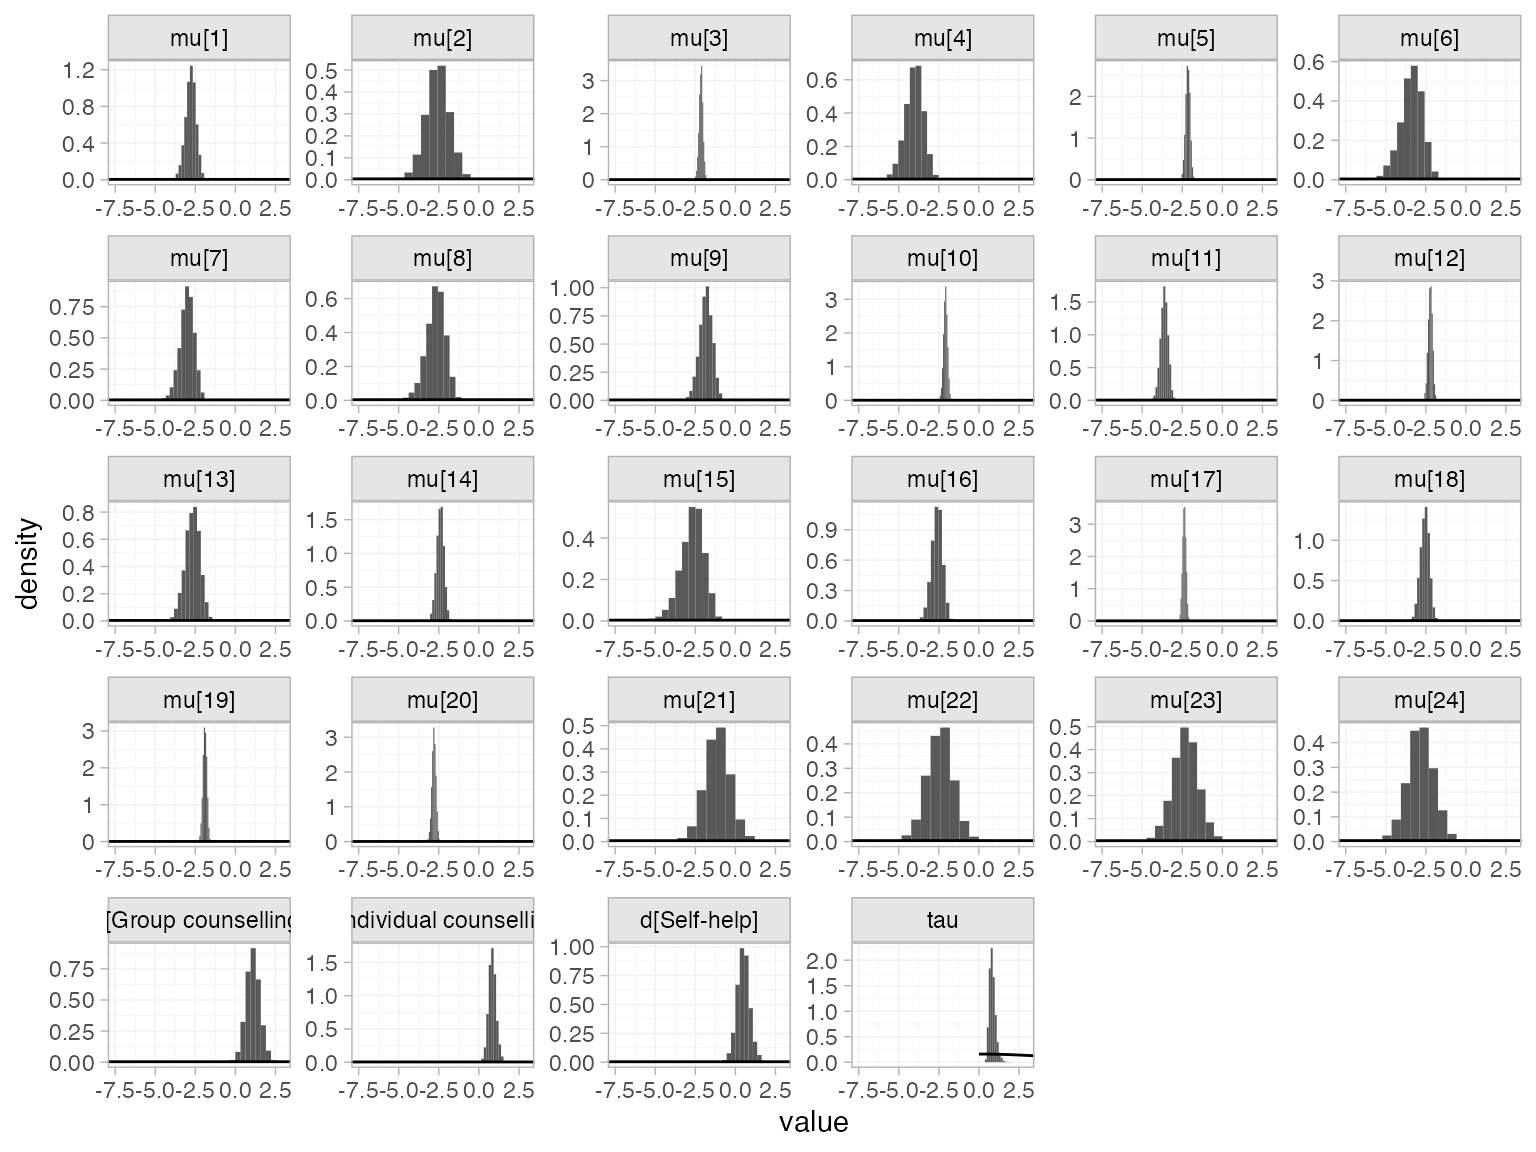 mu[1] mu[2] mu[3] mu[4] mu[5] mu[6]
1.2 0.8 0.4 0.0
0.5 0.4 0.3 0.2 0.1 0.0
3 2 1 0
0.6 0.4 0.2 0.0
2 1 0
0.6 0.4 0.2 0.0
-7.5 -5.0 -2.5 0.0 2.5 -7.5 -5.0 -2.5 0.0 2.5 -7.5 -5.0 -2.5 0.0 2.5 -7.5 -5.0 -2.5 0.0 2.5 -7.5 -5.0 -2.5 0.0 2.5 -7.5 -5.0 -2.5 0.0 2.5
mu[7] mu[8] mu[9] mu[10] mu[11] mu[12]
0.75 0.50 0.25 0.00
0.6 0.4 0.2 0.0
1.00 0.75 0.50 0.25 0.00
3 2 1 0
1.5 1.0 0.5 0.0
3 2 1 0
-7.5 -5.0 -2.5 0.0 2.5 -7.5 -5.0 -2.5 0.0 2.5 -7.5 -5.0 -2.5 0.0 2.5 -7.5 -5.0 -2.5 0.0 2.5 -7.5 -5.0 -2.5 0.0 2.5 -7.5 -5.0 -2.5 0.0 2.5
mu[13] mu[14] mu[15] mu[16] mu[17] mu[18]
0.8 0.6 0.4 0.2 0.0
1.5 1.0 0.5 0.0
0.4 0.2 0.0
0.9 0.6 0.3 0.0
3 2 1 0
1.0 0.5 0.0
-7.5 -5.0 -2.5 0.0 2.5 -7.5 -5.0 -2.5 0.0 2.5 -7.5 -5.0 -2.5 0.0 2.5 -7.5 -5.0 -2.5 0.0 2.5 -7.5 -5.0 -2.5 0.0 2.5 -7.5 -5.0 -2.5 0.0 2.5
density
mu[19] mu[20] mu[21] mu[22] mu[23] mu[24]
3 2 1 0
3 2 1 0
0.5 0.4 0.3 0.2 0.1 0.0
0.4 0.3 0.2 0.1 0.0
0.5 0.4 0.3 0.2 0.1 0.0
0.4 0.3 0.2 0.1 0.0
-7.5 -5.0 -2.5 0.0 2.5 -7.5 -5.0 -2.5 0.0 2.5 -7.5 -5.0 -2.5 0.0 2.5 -7.5 -5.0 -2.5 0.0 2.5 -7.5 -5.0 -2.5 0.0 2.5 -7.5 -5.0 -2.5 0.0 2.5
[Group counselling ndividual counselli d[Self-help] tau
0.75 0.50 0.25 0.00
1.5 1.0 0.5 0.0
1.00 0.75 0.50 0.25 0.00
2.0 1.5 1.0 0.5 0.0
-7.5 -5.0 -2.5 0.0 2.5 -7.5 -5.0 -2.5 0.0 2.5 -7.5 -5.0 -2.5 0.0 2.5 -7.5 -5.0 -2.5 0.0 2.5
value